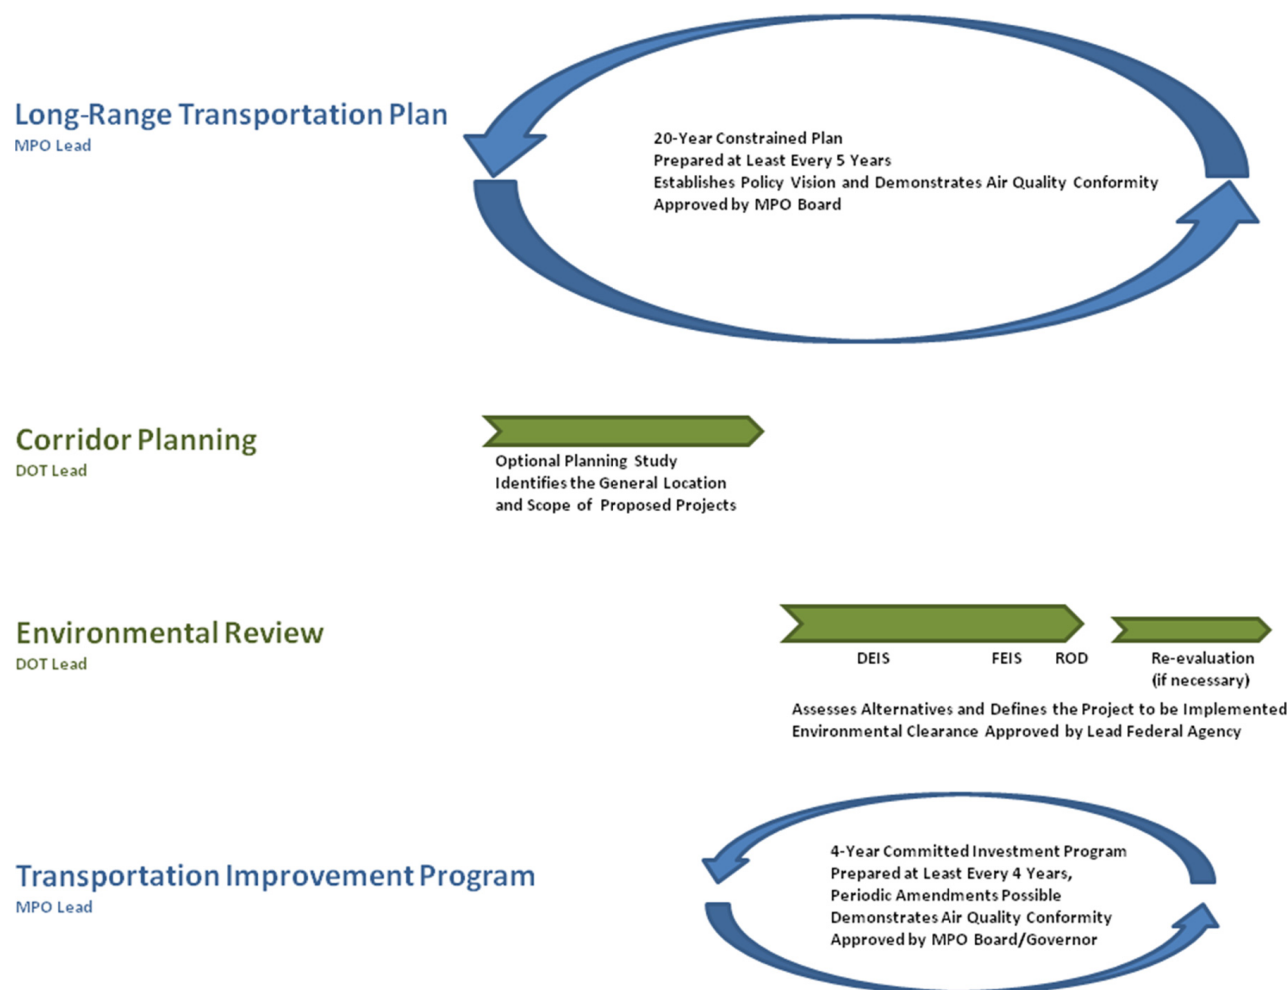 Long-Range Transportation Plan
MPO Lead
20-Year Constrained Plan
Prepared at Least Every 5 Years
Establishes Policy Vision and Demonstrates Air Quality Conformity
Approved by MPO Board
Corridor Planning
DOT Lead
Optional Planning Study
Identifies the General Location
and Scope of Proposed Projects
Environmental Review
DOT Lead
DEIS
FEIS
ROD
Re-evaluation
(if necessary)
Assesses Alternatives and Defines the Project to be Implemented
Environmental Clearance Approved by Lead Federal Agency
Transportation Improvement Program
MPO Lead
4-Year Committed Investment Program
Prepared at Least Every 4 Years,
Periodic Amendments Possible
Demonstrates Air Quality Conformity
Approved by MPO Board/Governor